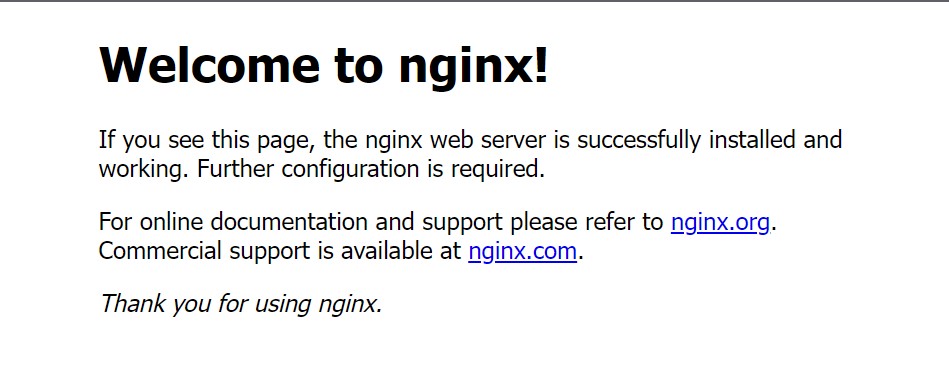 Welcome to nginx!
If you see this page, the nginx web server is successfully installed and
working. Further configuration is required.
For online documentation and support please refer to nginx.org.
Commercial support is available at nginx.com.
Thank you for using nginx.